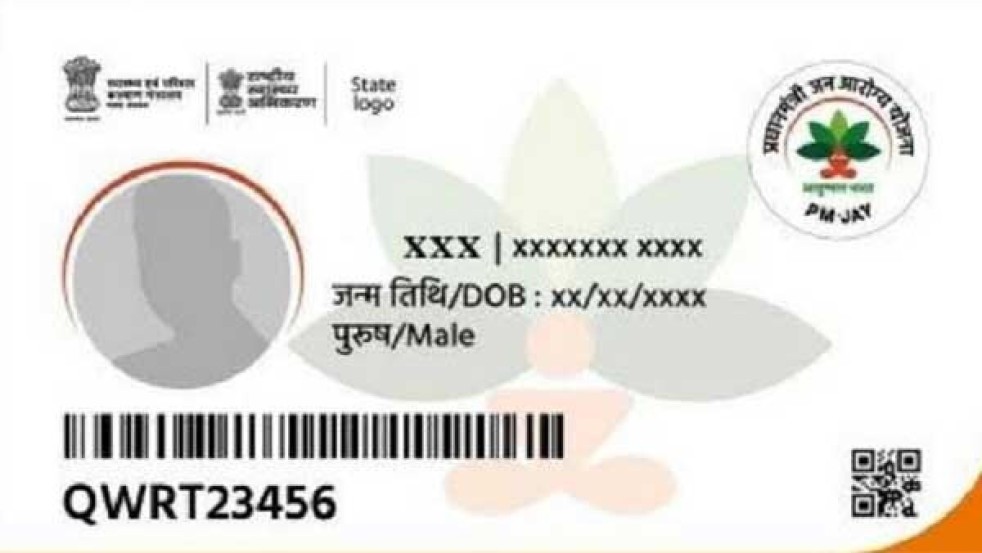 स्वास्थ्य एवं परिवार
कल्याण मंत्रालय
राष्ट्रीय
स्वास्थ्य
अभिकरण
State
logo
प्रधानमंत्री जन आरोग्य योजना
आयुष्मान भारत
PM-JAY
XXX | xxxxxxx xxxx
जन्म तिथि/DOB : xx/xx/xxxx
पुरुष/Male
QWRT23456